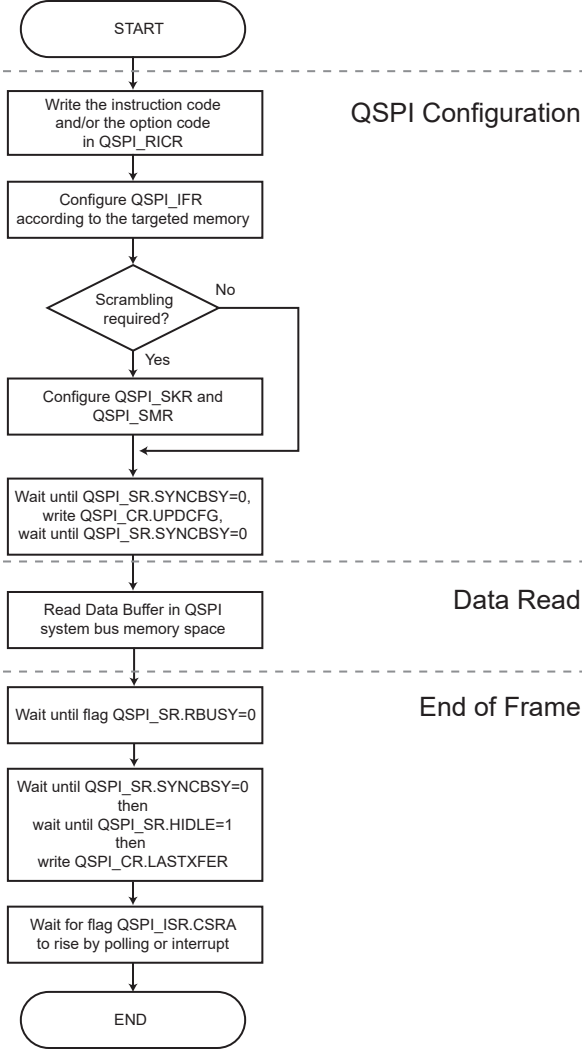 START
QSPI Configuration
Write the instruction code
and/or the option code
in QSPI_RICR
Configure QSPI_IFR
according to the targeted memory
Scrambling
required?
No
Yes
Configure QSPI_SKR and
QSPI_SMR
Wait until QSPI_SR.SYNCBSY=0,
write QSPI_CR.UPDCFG,
wait until QSPI_SR.SYNCBSY=0
Data Read
Read Data Buffer in QSPI
system bus memory space
End of Frame
Wait until flag QSPI_SR.RBUSY=0
Wait until QSPI_SR.SYNCBSY=0
then
wait until QSPI_SR.HIDLE=1
then
write QSPI_CR.LASTXFER
Wait for flag QSPI_ISR.CSRA
to rise by polling or interrupt
END